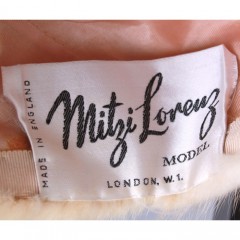 MADE IN ENGLAND
Mitzi Lorenz
MODEL
LONDON, W.1.